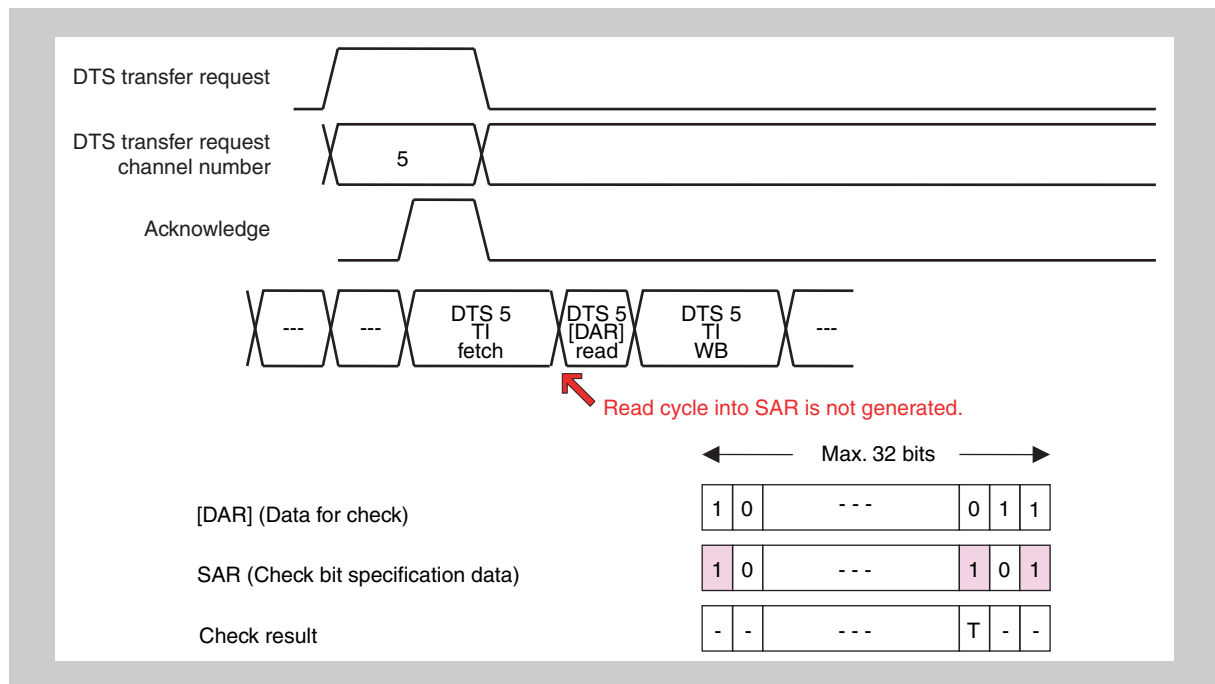 DTS transfer request
DTS transfer request
channel number
5
Acknowledge
--- --- DTS 5 DTS 5 DTS 5 ---
TI [DAR] TI
fetch read WB
Read cycle into SAR is not generated.
Max. 32 bits
[DAR] (Data for check) 1 0 - - - 0 1 1
SAR (Check bit specification data) 1 0 - - - 1 0 1
Check result - - - - - T - -